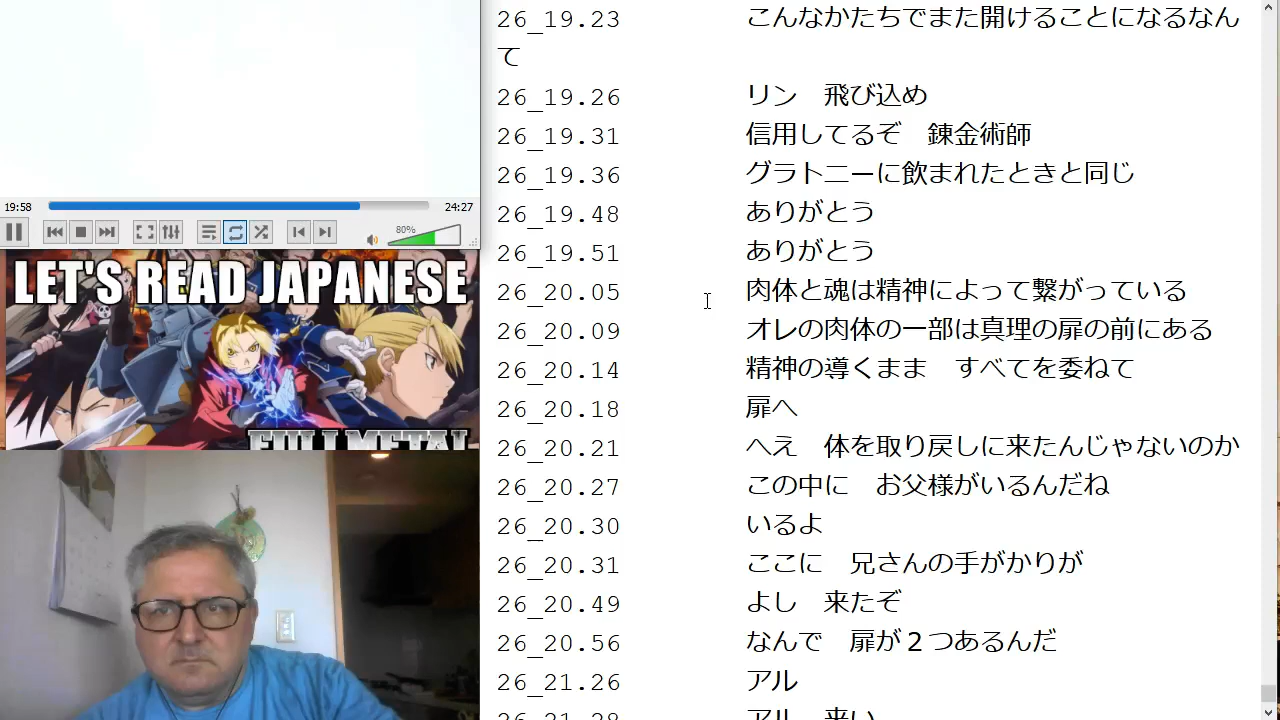 26_19.23 こんなかたちでまた開けることになるなん
て
26_19.26 リン 飛び込め
26_19.31 信用してるぞ 錬金術師
26_19.36 グラトニーに飲まれたときと同じ
26_19.48 ありがとう
26_19.51 ありがとう
26_20.05 肉体と魂は精神によって繋がっている
26_20.09 オレの肉体の一部は真理の扉の前にある
26_20.14 精神の導くまま すべてを委ねて
26_20.18 扉へ
26_20.21 へえ 体を取り戻しに来たんじゃないのか
26_20.27 この中に お父様がいるんだね
26_20.30 いるよ
26_20.31 ここに 兄さんの手がかりが
26_20.49 よし 来たぞ
26_20.56 なんで 扉が２つあるんだ
26_21.26 アル
26_21.28 アル 来い
19:58 24:27
80%
LET'S READ JAPANESE
FULLMETAL